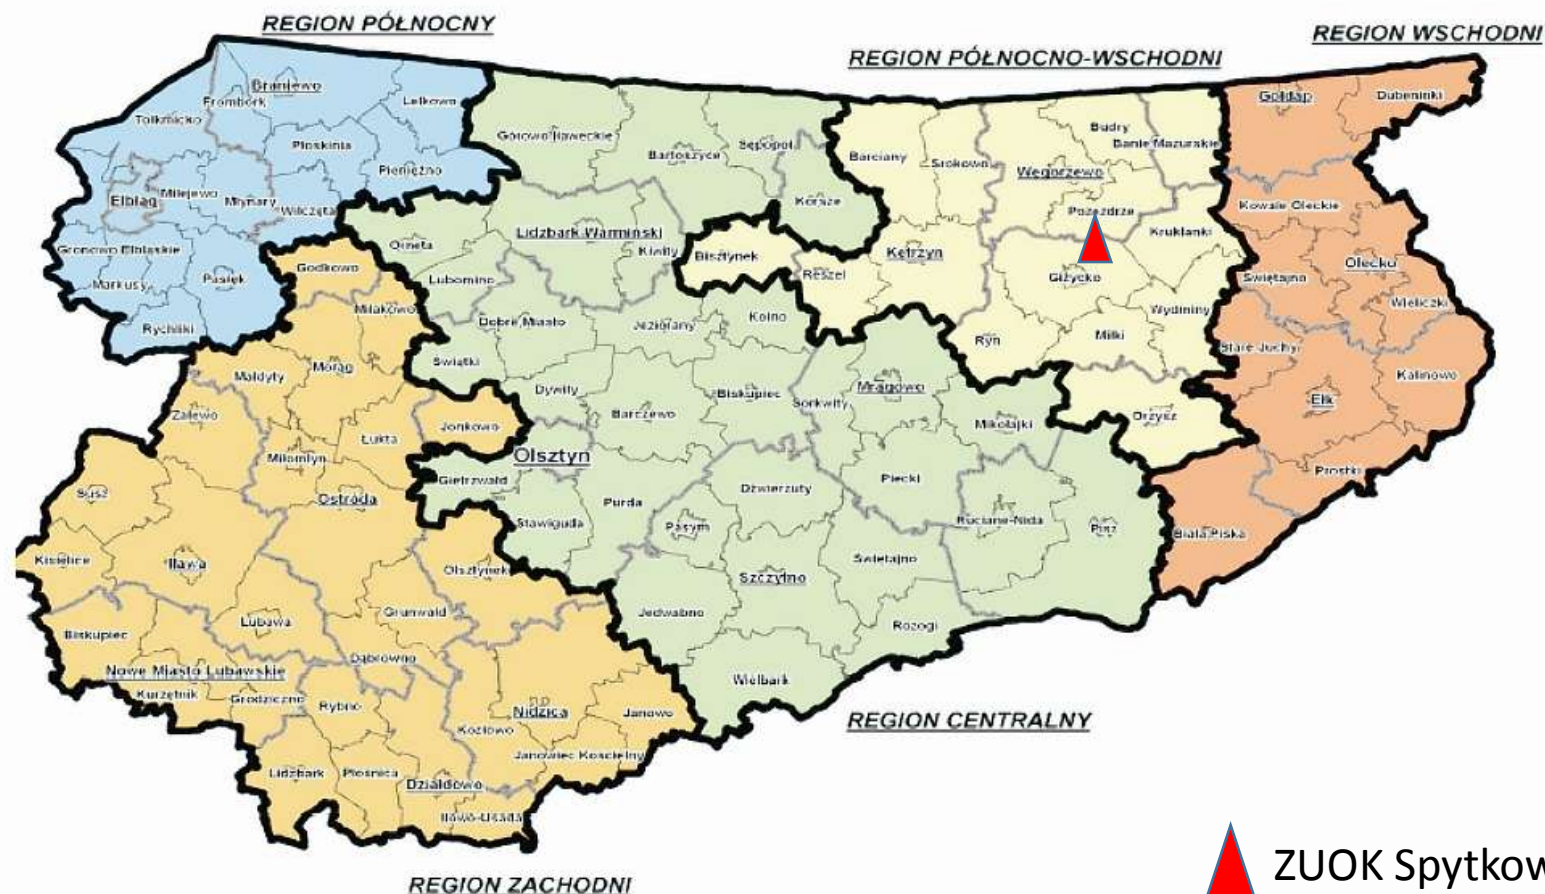 REGION PÓŁNOCNY
REGION WSCHODNI
REGION PÓŁNOCNO-WSCHODNI
Braniewo
Gołdap
Dubeninki
Frombork
Lelkowo
Tolkmicko
Budry
Górowo Iławeckie
Sępopol
Banie Mazurskie
Płoskinia
Bartoszyce
Barciany
Srokowo
Pieniężno
Węgorzewo
Elbląg
Milejewo
Młynary
Wilczęta
Korsze
Pozezdrze
Kowale Oleckie
Lidzbark Warmiński
Kruklanki
Gronowo Elbląskie
Orneta
Kiwity
Bisztynek
Kętrzyn
Godkowo
Reszel
Olecko
Markusy
Pasłęk
Lubomino
Giżycko
Świętajno
Wieliczki
Rychliki
Miłakowo
Dobre Miasto
Jeziorany
Kolno
Wydminy
Ryn
Miłki
Stare Juchy
Świątki
Małdyty
Morąg
Kalinowo
Dywity
Biskupiec
Mrągowo
Ełk
Zalewo
Barczewo
Sorkwity
Orzysz
Jonkowo
Mikołajki
Łukta
Miłomłyn
Olsztyn
Prostki
Gietrzwałd
Piecki
Susz
Ostróda
Dźwierzuty
Purda
Stawiguda
Pasym
Ruciane-Nida
Pisz
Biała Piska
Kisielice
Iława
Olsztynek
Świętajno
Szczytno
Grunwald
Jedwabno
Lubawa
Rozogi
Biskupiec
Dąbrówno
Nowe Miasto Lubawskie
Wielbark
Kurzętnik
Grodziczno
Rybno
Nidzica
Janowo
REGION CENTRALNY
Kozłowo
Janowiec Kościelny
Lidzbark
Płośnica
Działdowo
Iłowo-Osada
ZUOK Spytkow
REGION ZACHODNI